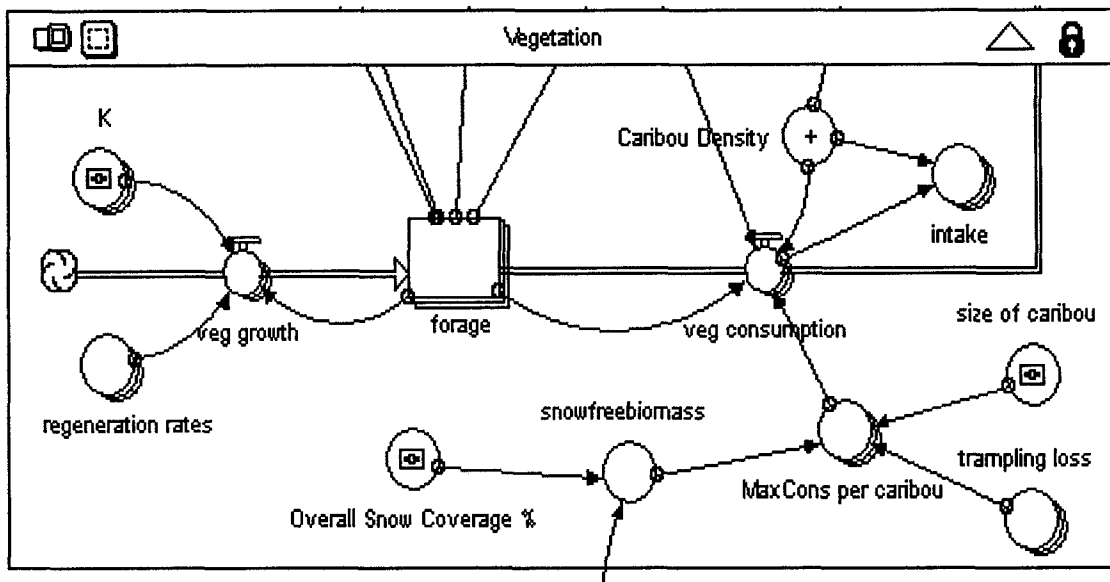 Vegetation
K
Caribou Density
intake
veg growth
forage
veg consumption
size of caribou
regeneration rates
snowfreebiomass
trampling loss
MaxCons per caribou
Overall Snow Coverage %